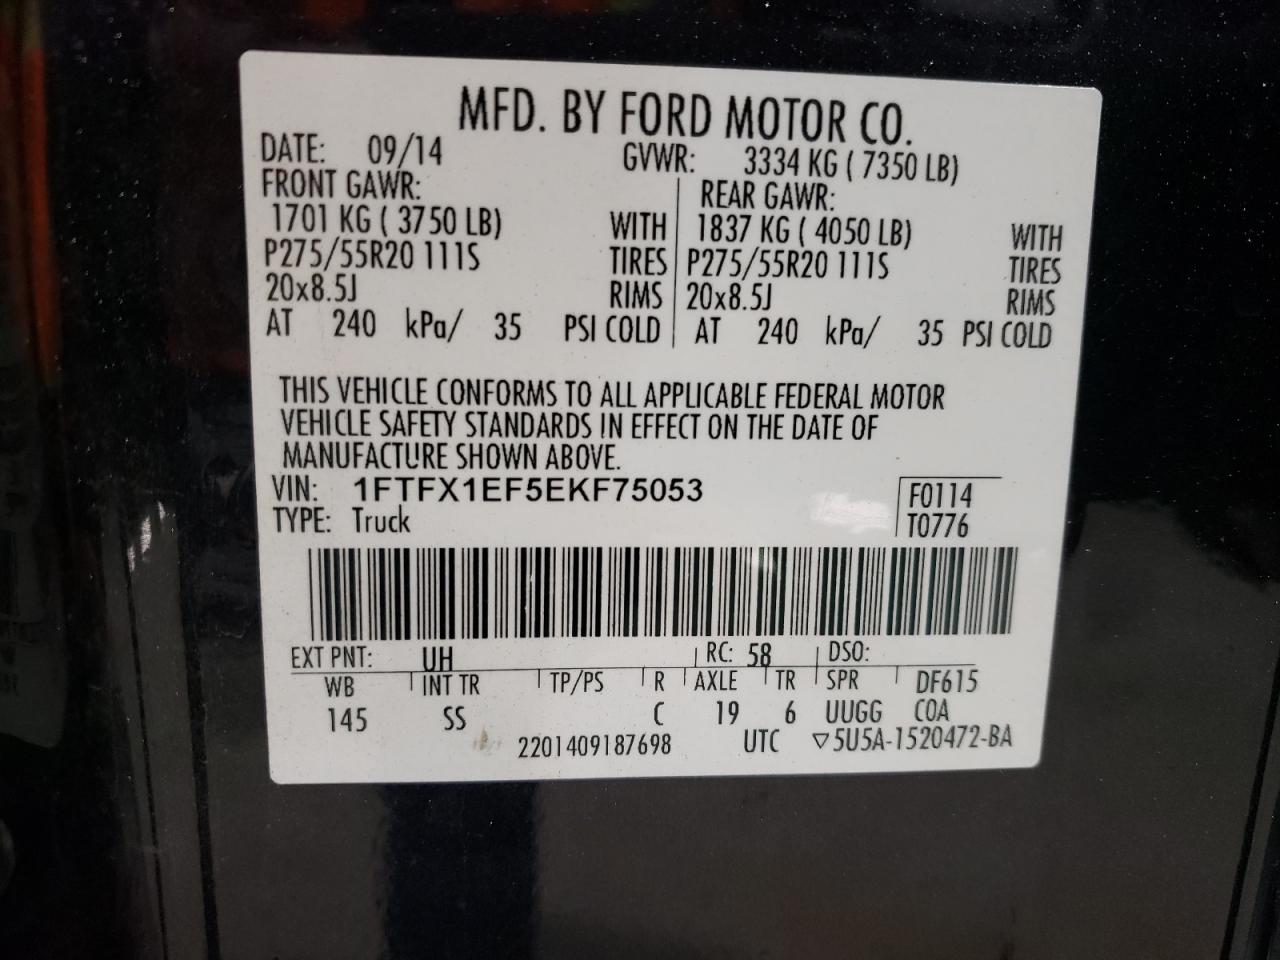 MFD. BY FORD MOTOR CO.
DATE: 09/14 GVWR: 3334 KG ( 7350 LB)
FRONT GAWR: REAR GAWR:
1701 KG ( 3750 LB) WITH 1837 KG ( 4050 LB) WITH
P275/55R20 111S TIRES P275/55R20 111S TIRES
20x8.5J RIMS 20x8.5J RIMS
AT 240 kPa/ 35 PSI COLD AT 240 kPa/ 35 PSI COLD
THIS VEHICLE CONFORMS TO ALL APPLICABLE FEDERAL MOTOR
VEHICLE SAFETY STANDARDS IN EFFECT ON THE DATE OF
MANUFACTURE SHOWN ABOVE.
VIN: 1FTFX1EF5EKF75053 F0114
TYPE: Truck T0776
EXT PNT: UH RC: 58 DSO:
WB INT TR TP/PS R AXLE TR SPR DF615
145 SS C 19 6 UUGG COA
2201409187698 UTC ▽5U5A-1520472-BA